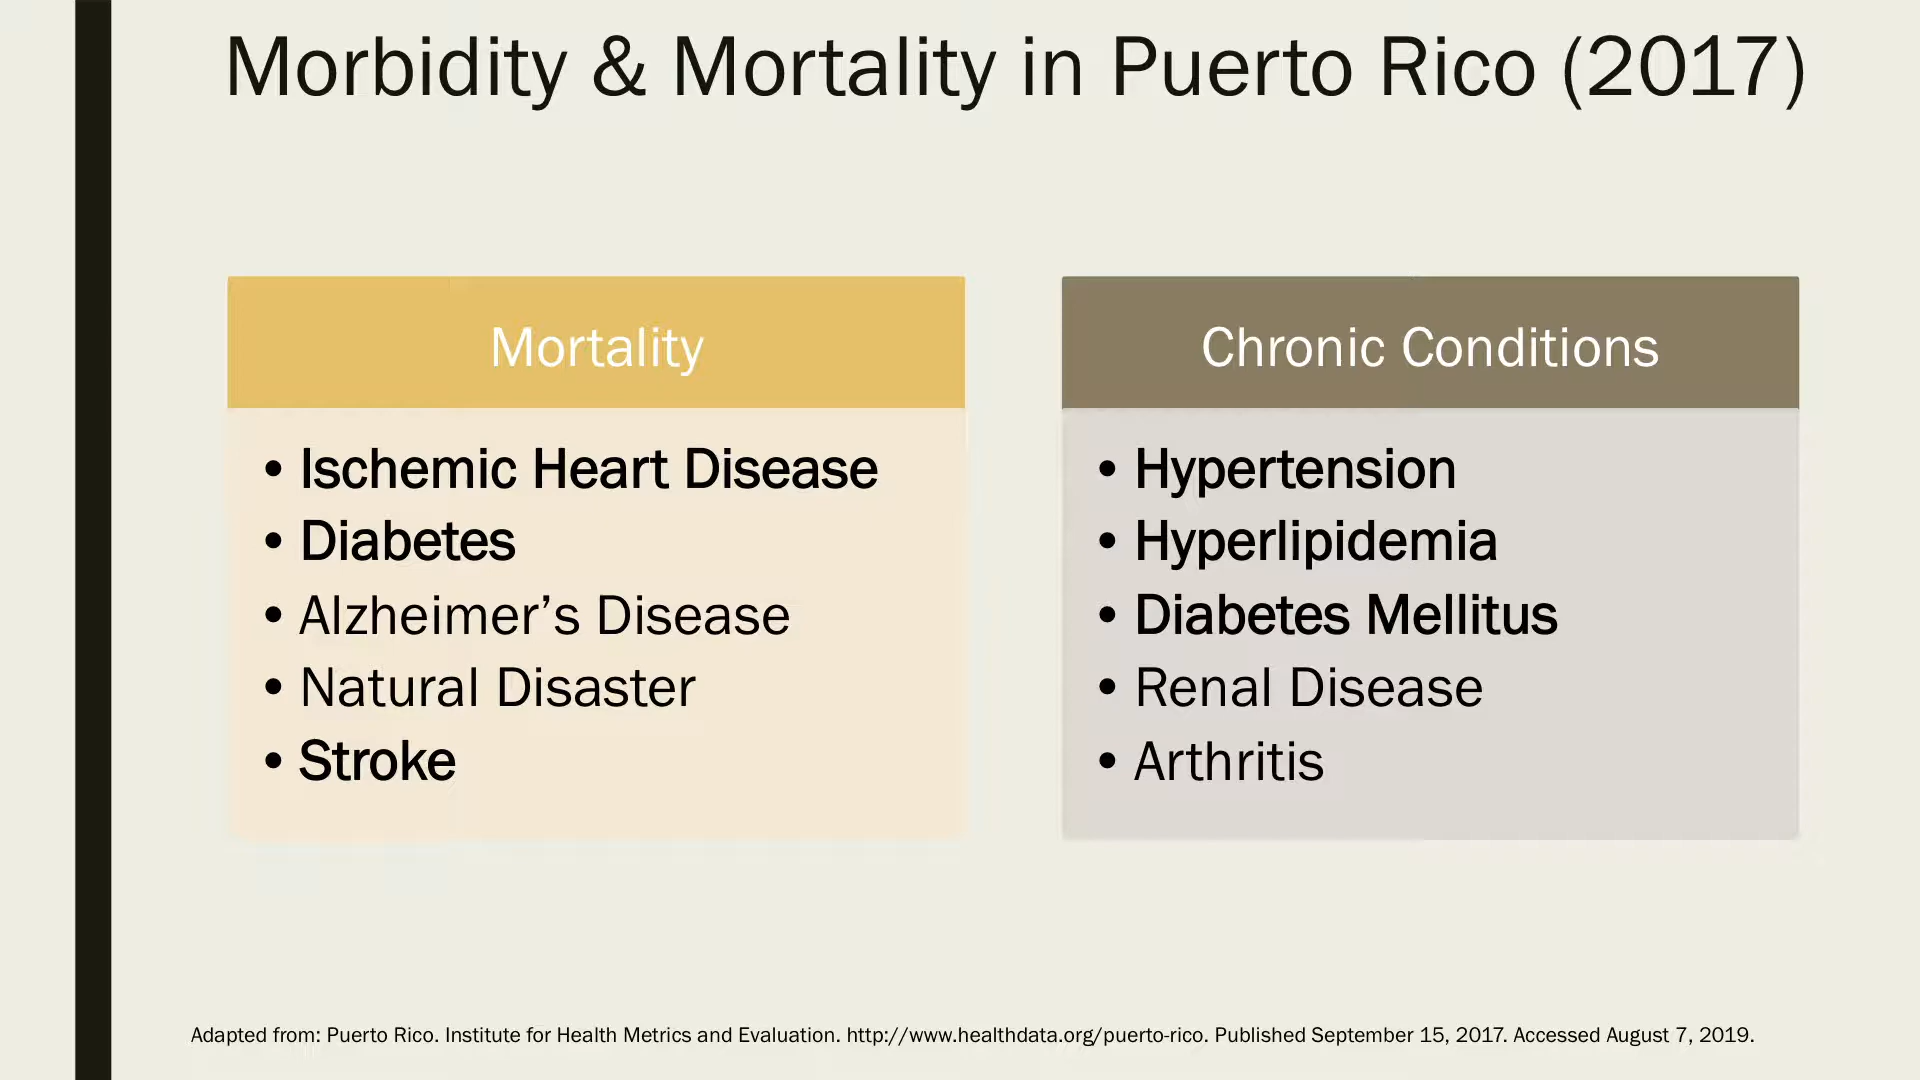 Morbidity & Mortality in Puerto Rico (2017)
Mortality
• Ischemic Heart Disease
• Diabetes
• Alzheimer’s Disease
• Natural Disaster
• Stroke
Chronic Conditions
• Hypertension
• Hyperlipidemia
• Diabetes Mellitus
• Renal Disease
• Arthritis
Adapted from: Puerto Rico. Institute for Health Metrics and Evaluation. http://www.healthdata.org/puerto-rico. Published September 15, 2017. Accessed August 7, 2019.